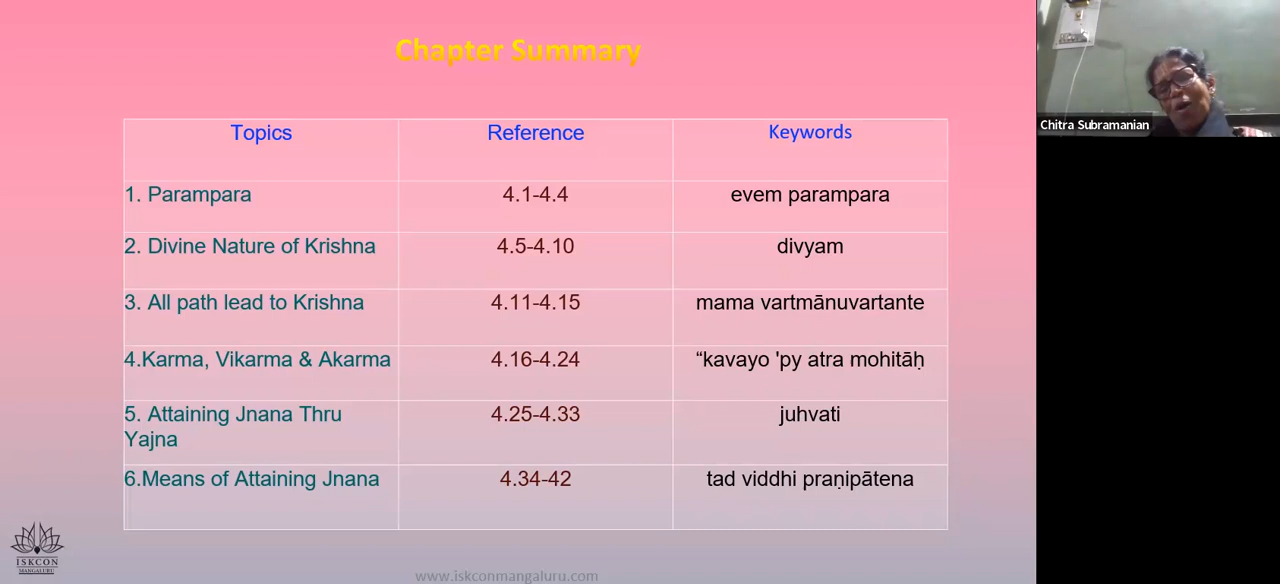 Chapter Summary
Chitra Subramanian
Topics Reference Keywords
1. Parampara 4.1-4.4 evem parampara
2. Divine Nature of Krishna 4.5-4.10 divyam
3. All path lead to Krishna 4.11-4.15 mama vartmānuvartante
4.Karma, Vikarma & Akarma 4.16-4.24 “kavayo 'py atra mohitāḥ
5. Attaining Jnana Thru 4.25-4.33 juhvati
Yajna
6.Means of Attaining Jnana 4.34-42 tad viddhi praṇipātena
ISKCON
MANGALURU
www.iskconmangaluru.com